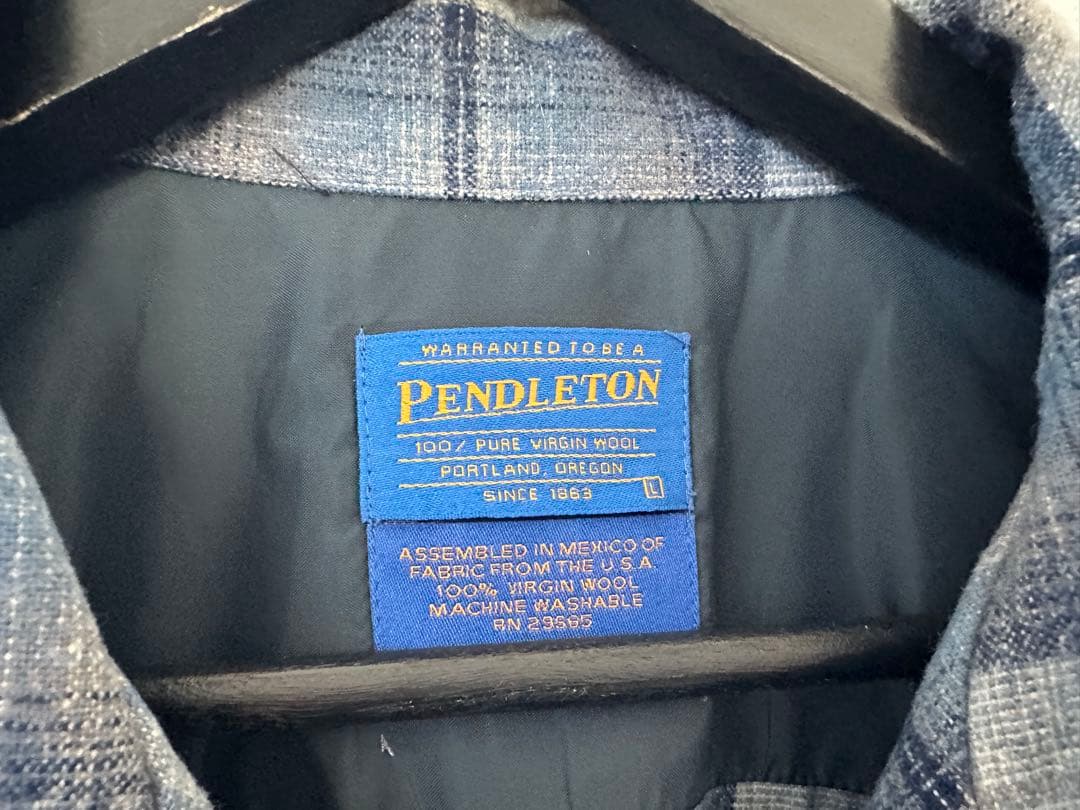 WARRANTED TO BE A
PENDLETON
100% PURE VIRGIN WOOL
PORTLAND, OREGON
SINCE 1863
L
ASSEMBLED IN MEXICO OF
FABRIC FROM THE U.S.A.
100% VIRGIN WOOL
MACHINE WASHABLE
RN 29565